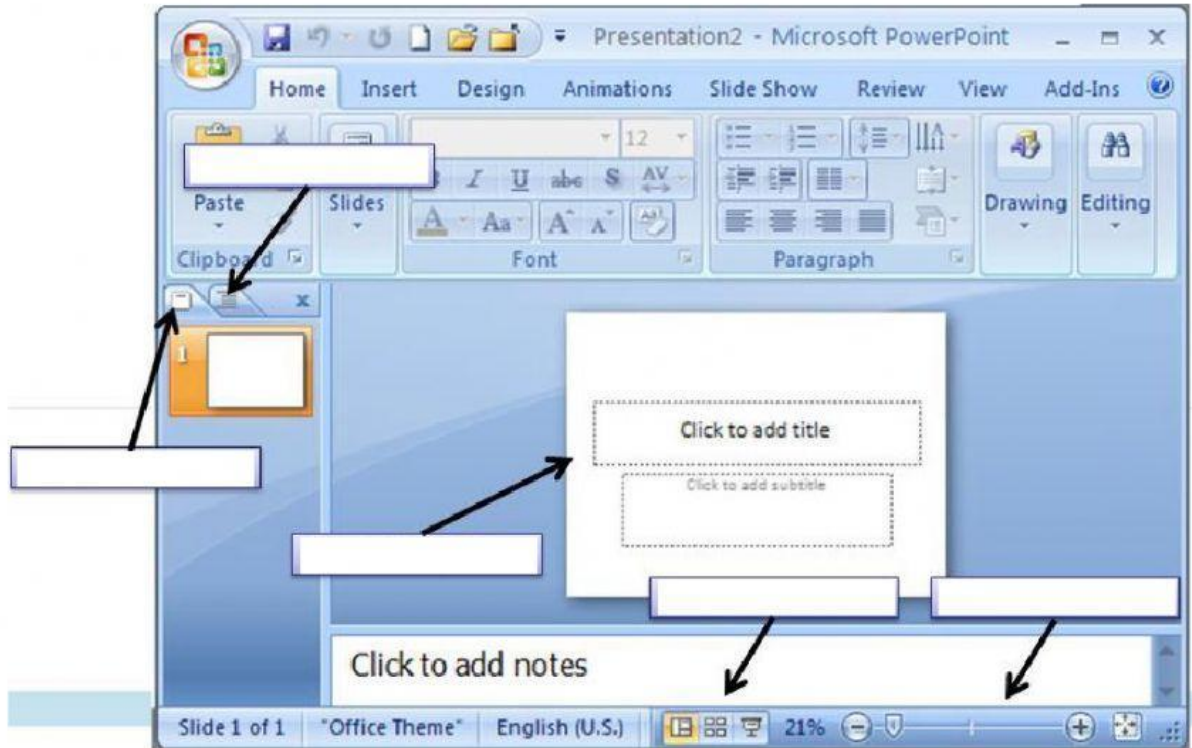 Presentation2 - Microsoft PowerPoint
Home Insert Design Animations Slide Show Review View Add-Ins
12
I U abc S AV
Paste Slides A Aa A A Drawing Editing
Clipboard Font Paragraph
1
Click to add title
Click to add subtitle
Click to add notes
Slide 1 of 1 "Office Theme" English (U.S.) 21%